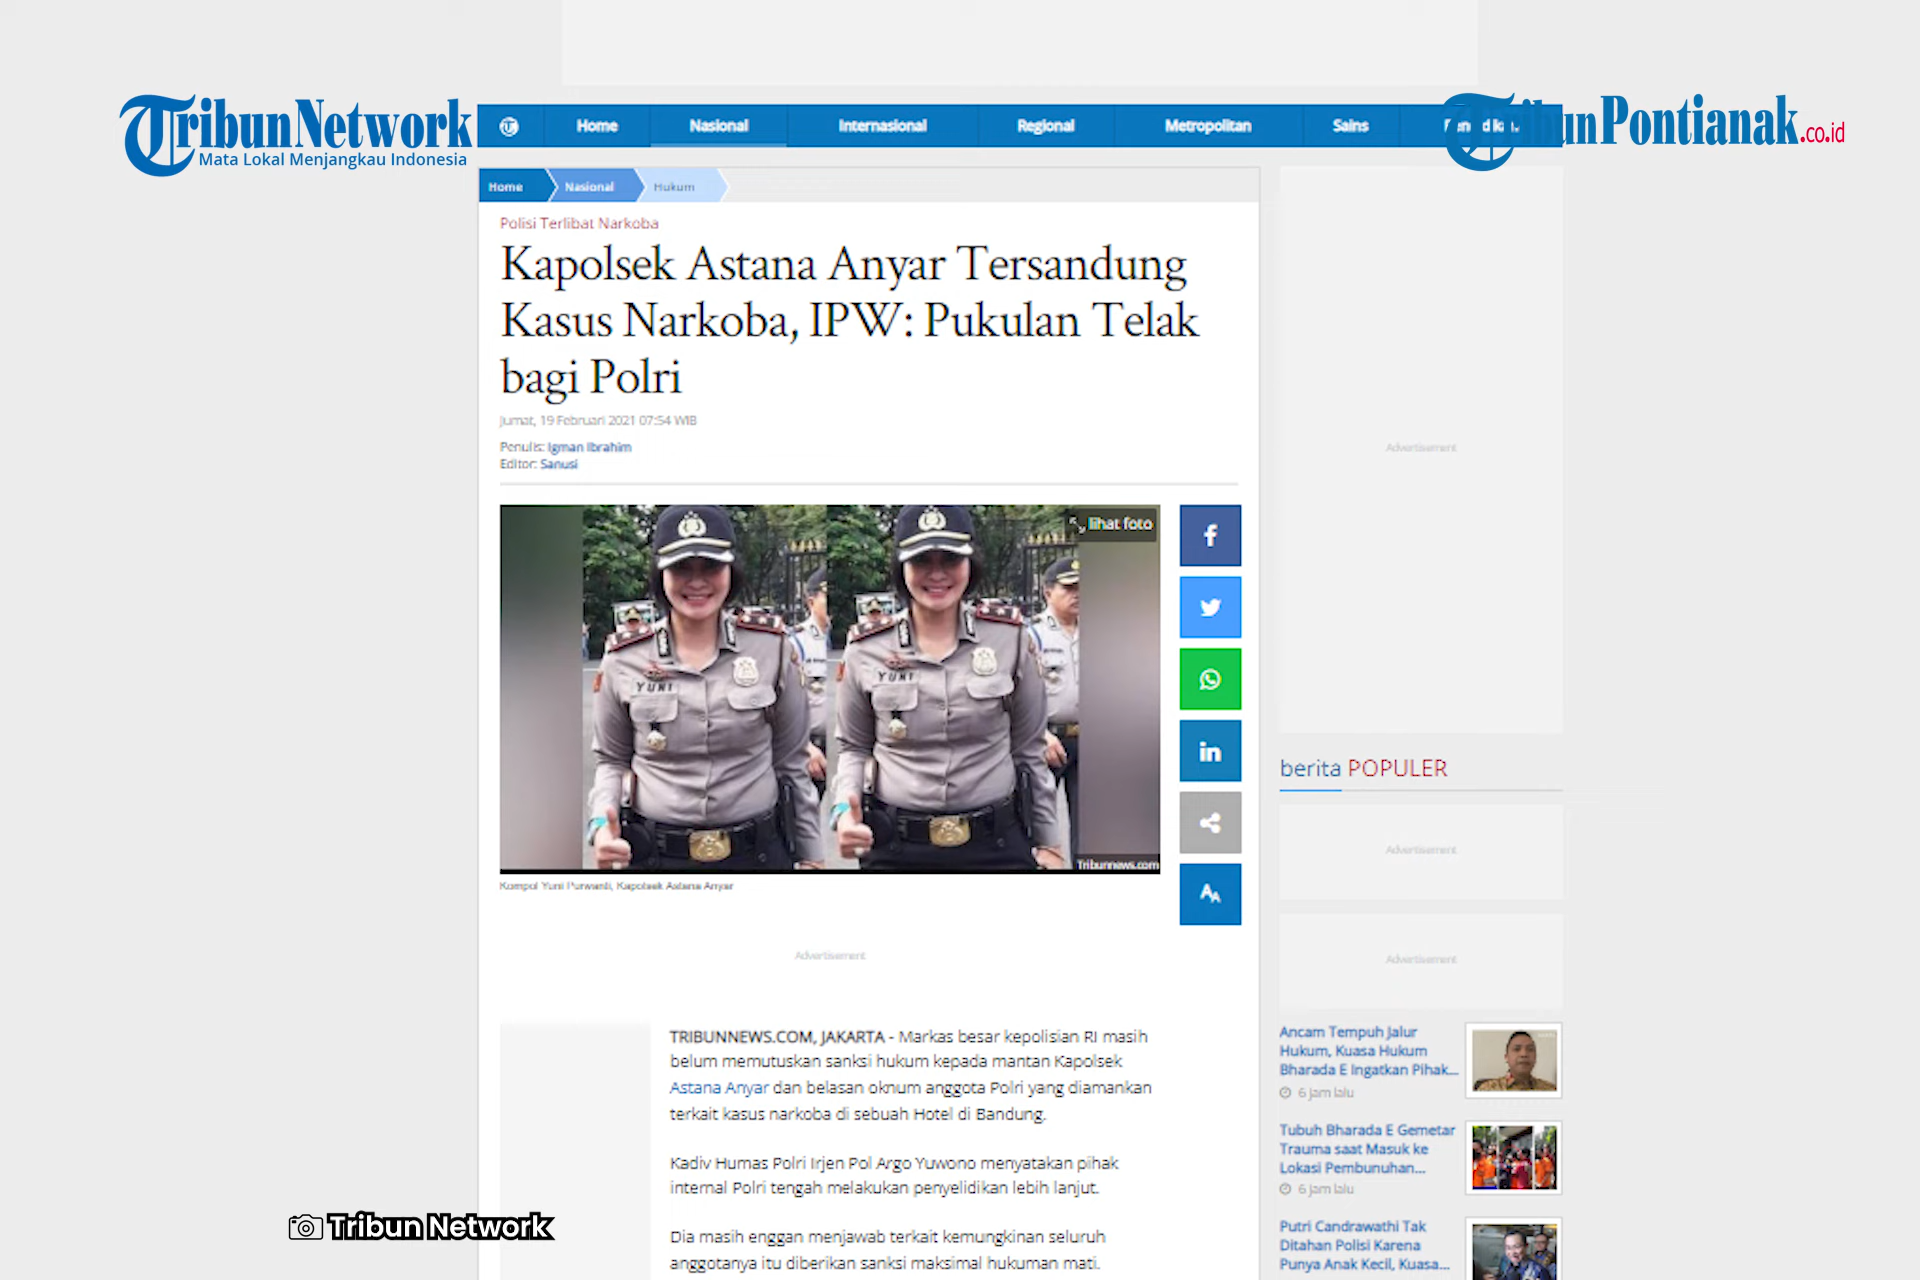 TribunNetwork
Mata Lokal Menjangkau Indonesia
Home Nasional Internasional Regional Metropolitan Sains
TribunPontianak.co.id
Home Nasional Hukum
Polisi Terlibat Narkoba
Kapolsek Astana Anyar Tersandung
Kasus Narkoba, IPW: Pukulan Telak
bagi Polri
Jumat, 19 Februari 2021 07:54 WIB
Penulis: Igman Ibrahim
Editor: Sanusi
lihat foto
YUNI
YUNI
Tribunnews.com
Kompol Yuni Purwanti, Kapolsek Astana Anyar
Advertisement
TRIBUNNEWS.COM, JAKARTA - Markas besar kepolisian RI masih
belum memutuskan sanksi hukum kepada mantan Kapolsek
Astana Anyar dan belasan oknum anggota Polri yang diamankan
terkait kasus narkoba di sebuah Hotel di Bandung.
Kadiv Humas Polri Irjen Pol Argo Yuwono menyatakan pihak
internal Polri tengah melakukan penyelidikan lebih lanjut.
Dia masih enggan menjawab terkait kemungkinan seluruh
anggotanya itu diberikan sanksi maksimal hukuman mati.
Advertisement
berita POPULER
Advertisement
Advertisement
Ancam Tempuh Jalur
Hukum, Kuasa Hukum
Bharada E Ingatkan Pihak...
6 jam lalu
Tubuh Bharada E Gemetar
Trauma saat Masuk ke
Lokasi Pembunuhan...
6 jam lalu
Putri Candrawathi Tak
Ditahan Polisi Karena
Punya Anak Kecil, Kuasa...
Tribun Network